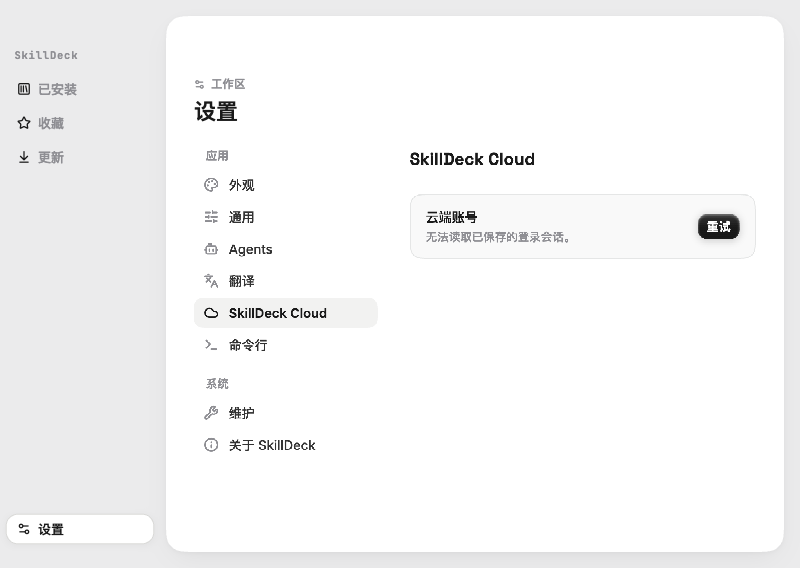 SkillDeck
已安装
收藏
更新
设置
工作区
设置
应用
外观
通用
Agents
翻译
SkillDeck Cloud
命令行
系统
维护
关于 SkillDeck
SkillDeck Cloud
云端账号
无法读取已保存的登录会话。
重试